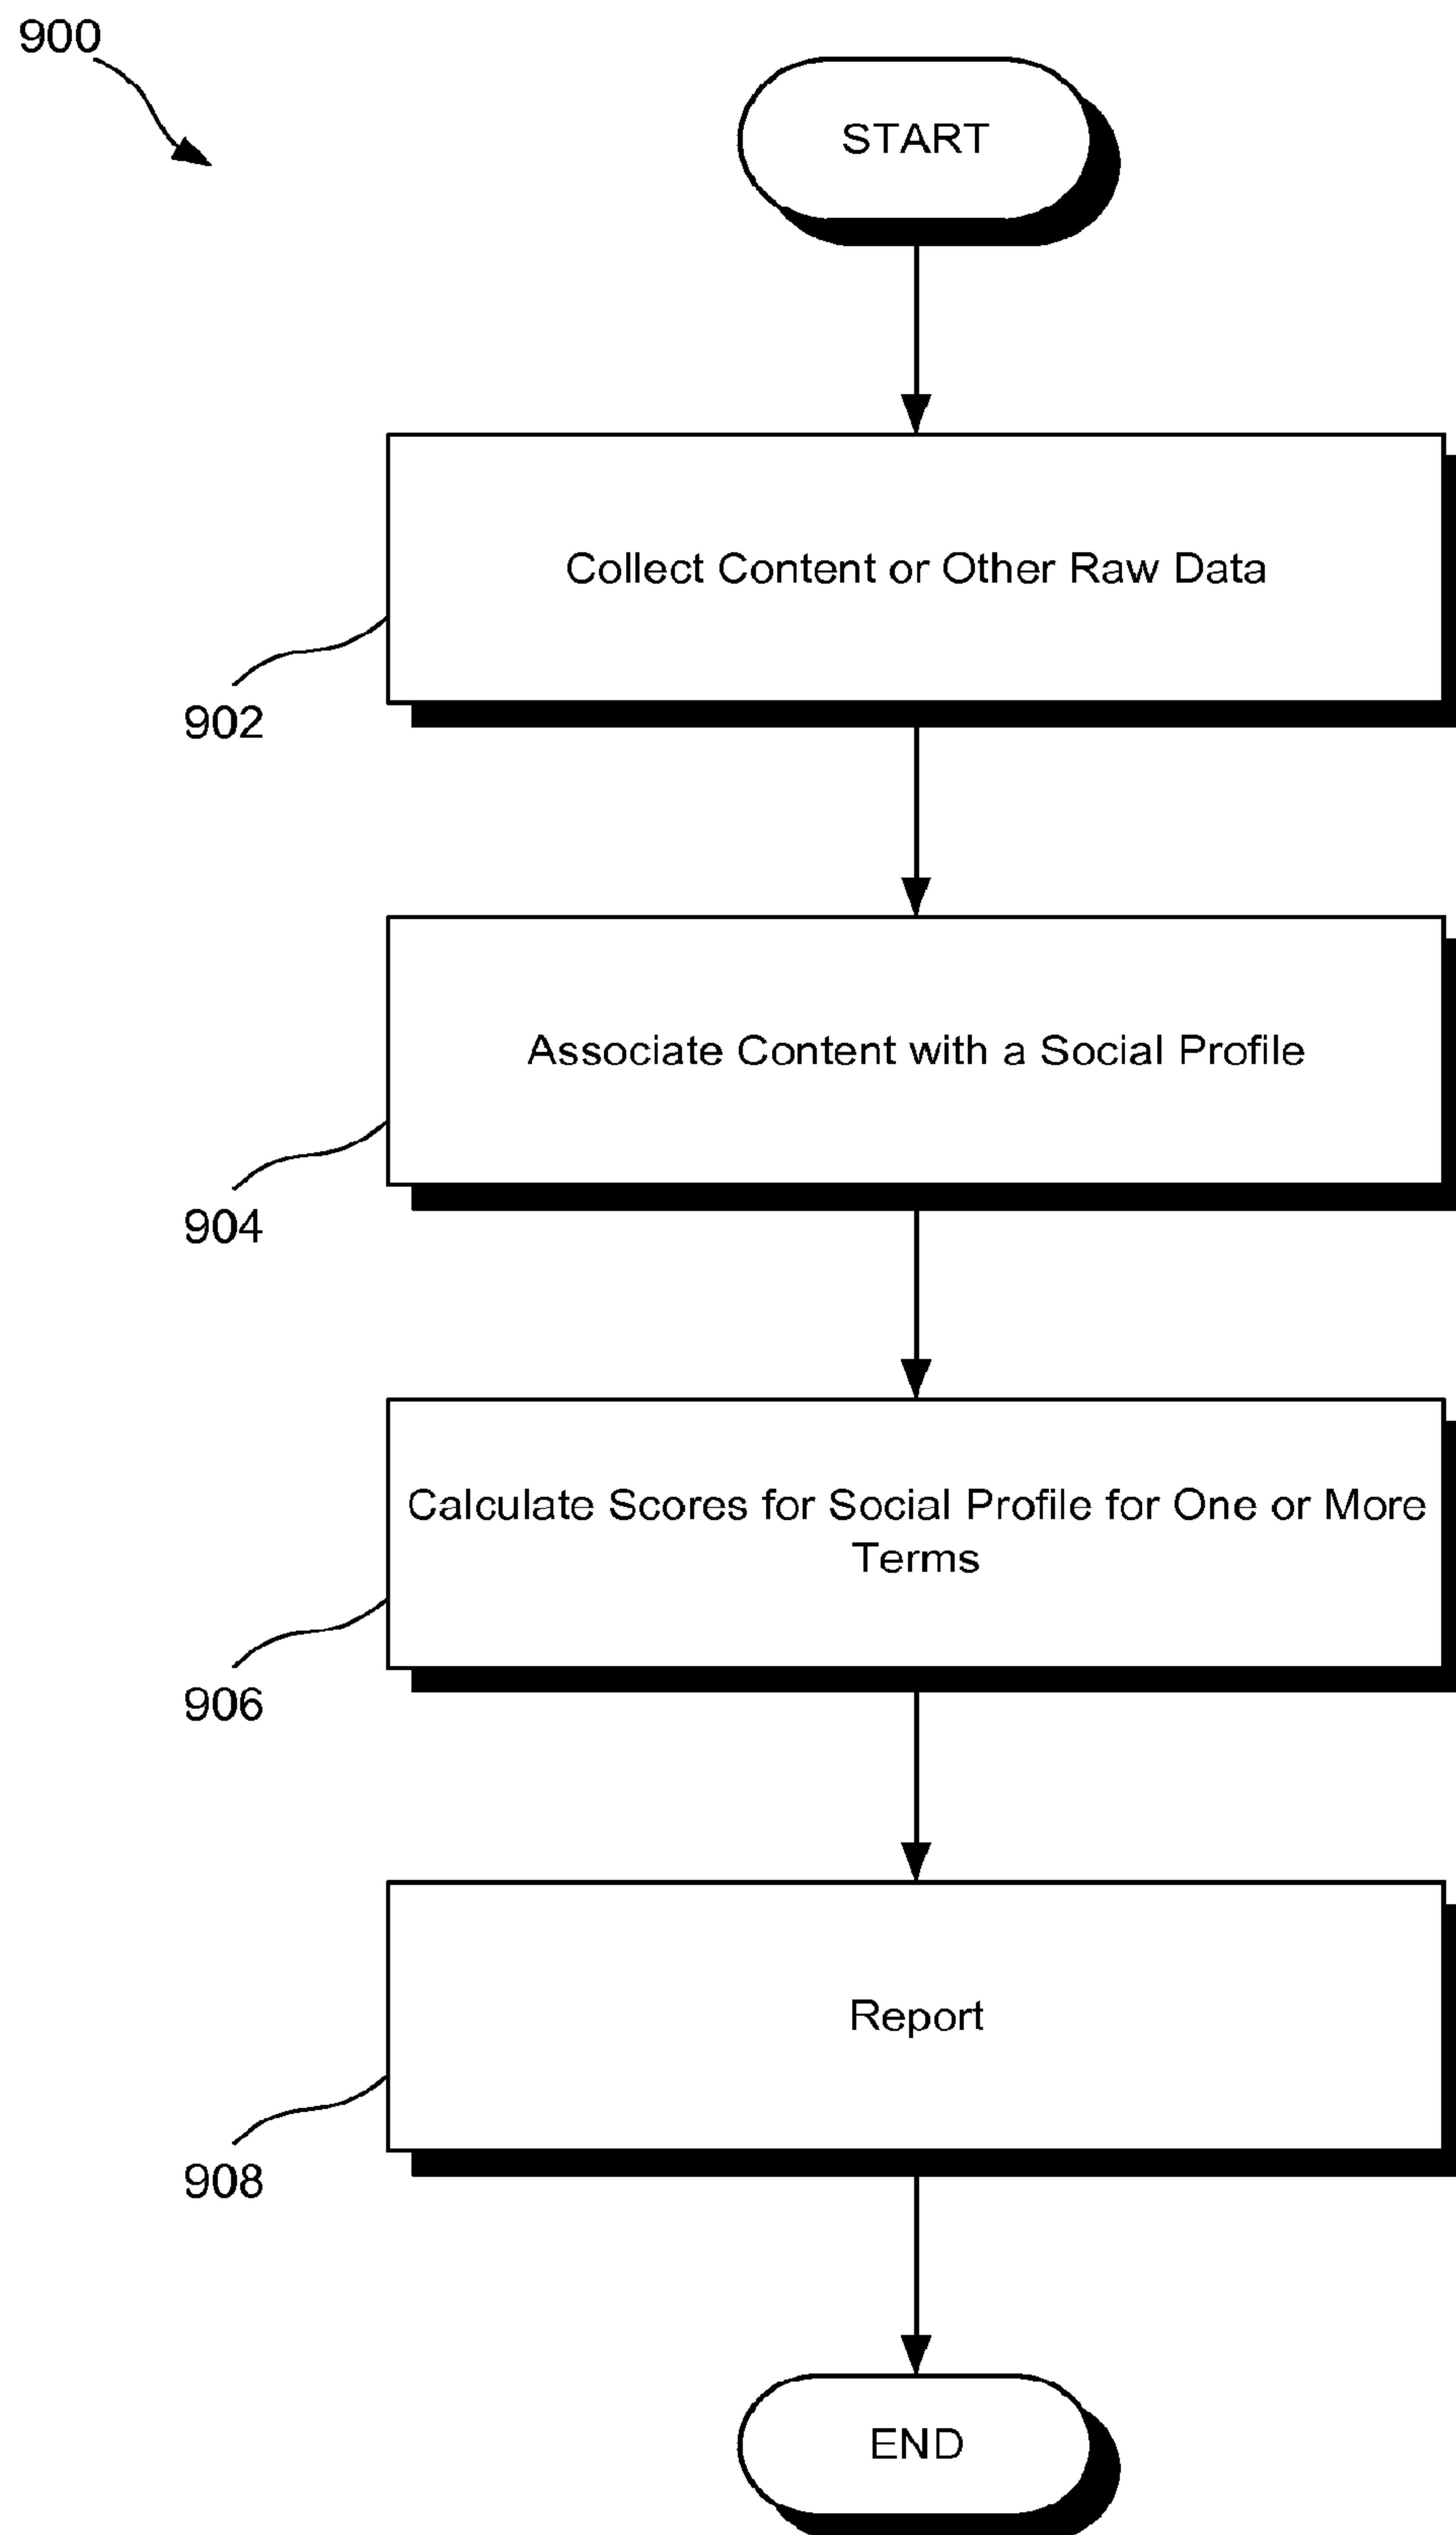 900
START
Collect Content or Other Raw Data
902
Associate Content with a Social Profile
904
Calculate Scores for Social Profile for One or More
Terms
906
Report
908
END